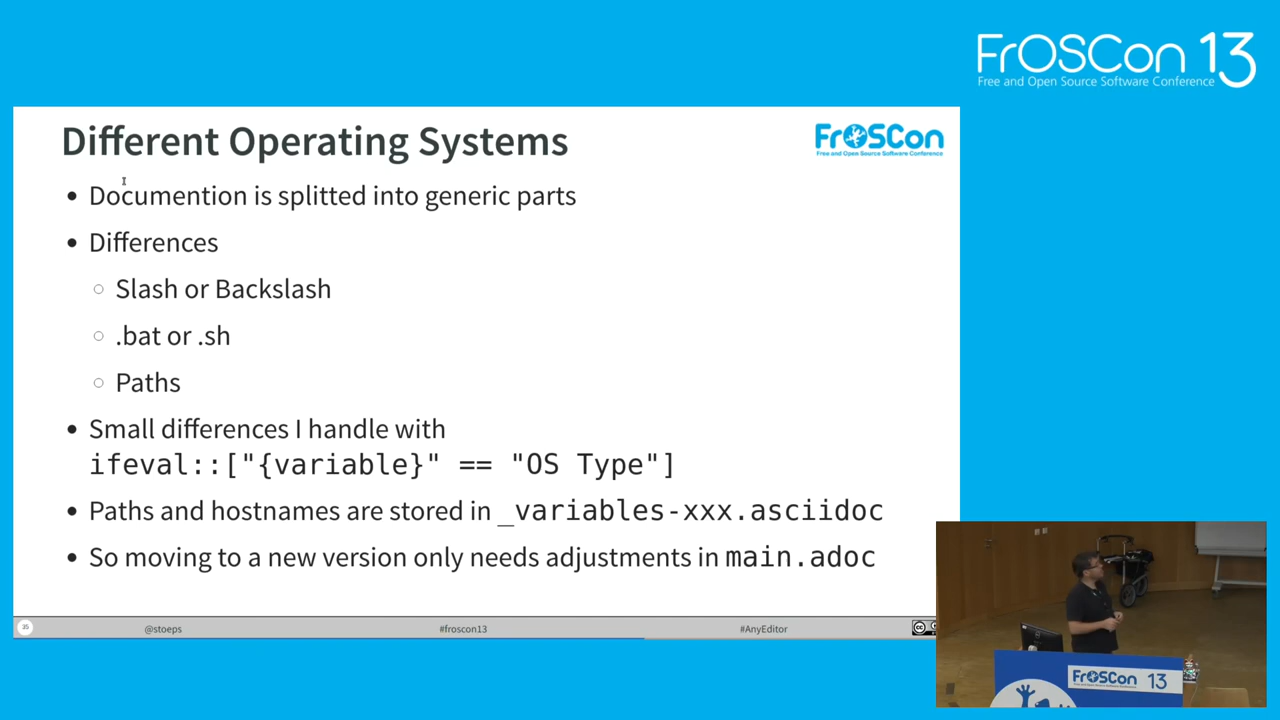 FrOSCon 13
Free and Open Source Software Conference
Different Operating Systems
FrOSCon
Free and Open Source Software Conference
Documention is splitted into generic parts
Differences
Slash or Backslash
.bat or .sh
Paths
Small differences I handle with
ifeval::["{variable}" == "OS Type"]
Paths and hostnames are stored in _variables-xxx.asciidoc
So moving to a new version only needs adjustments in main.adoc
35
@stoeps
#froscon13
#AnyEditor
cc
FrOSCon 13